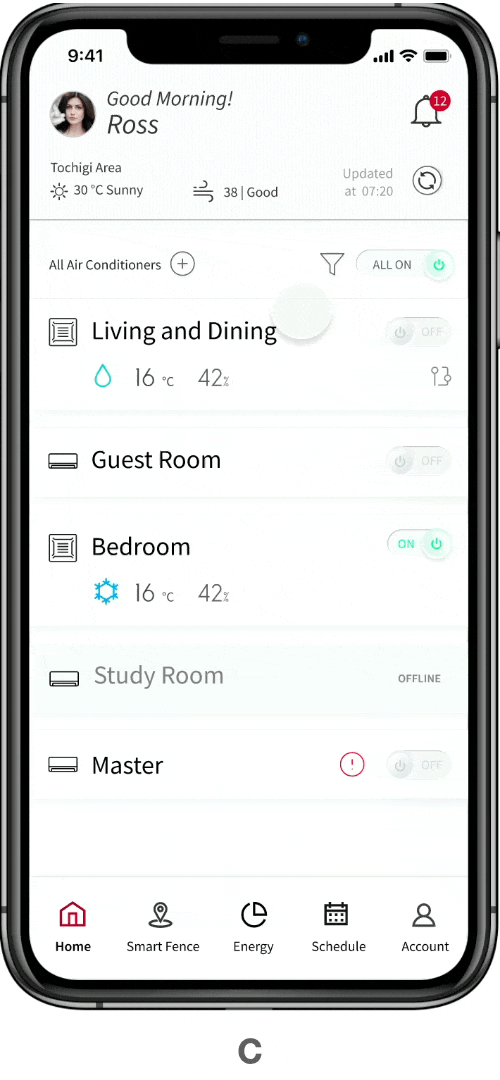 9:41
Good Morning!
12
Ross
Tochigi Area
30 °C Sunny
38 | Good
Updated
at 07:20
All Air Conditioners
ALL ON
Living and Dining
OFF
16 °C 42%
Guest Room
OFF
Bedroom
ON
16 °C 42%
Study Room
OFFLINE
Master
!
OFF
Home
Smart Fence
Energy
Schedule
Account
C